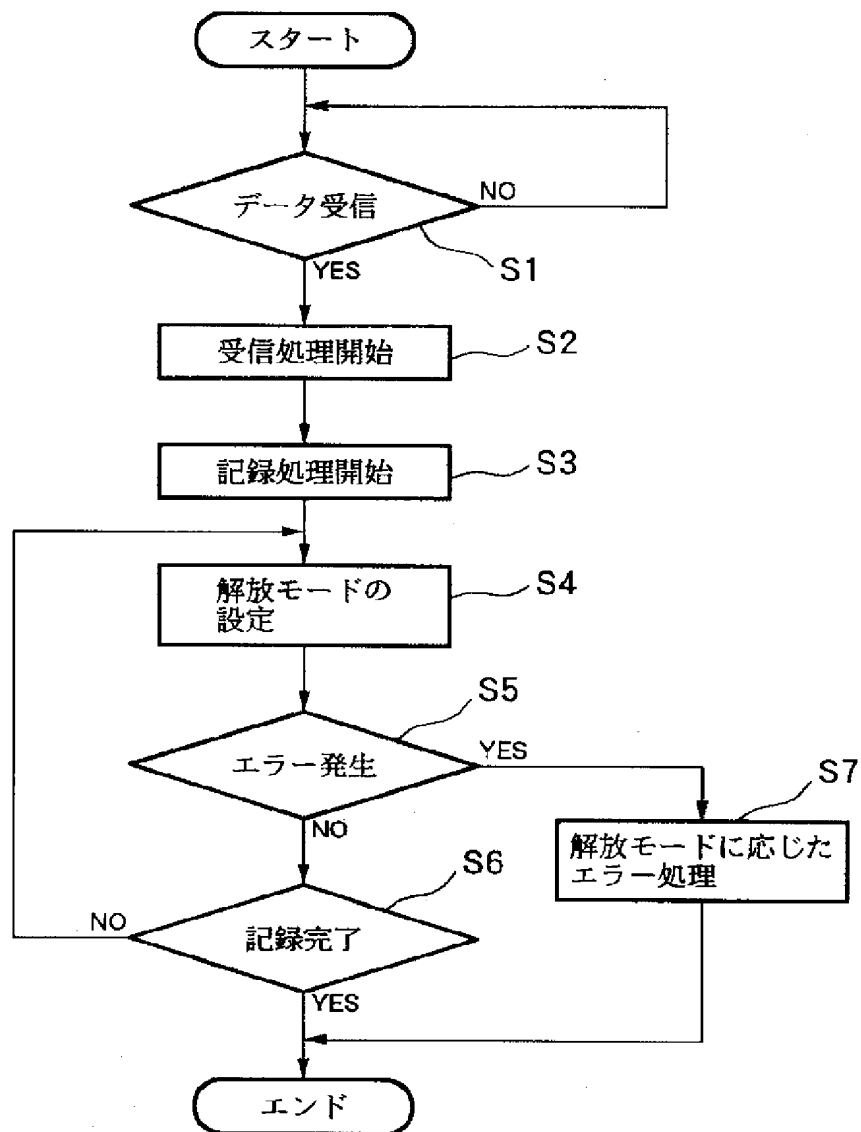 スタート
データ受信
NO
S1
YES
受信処理開始
S2
記録処理開始
S3
解放モードの
設定
S4
S5
エラー発生
YES
S7
NO
解放モードに応じた
エラー処理
S6
NO
記録完了
YES
エンド